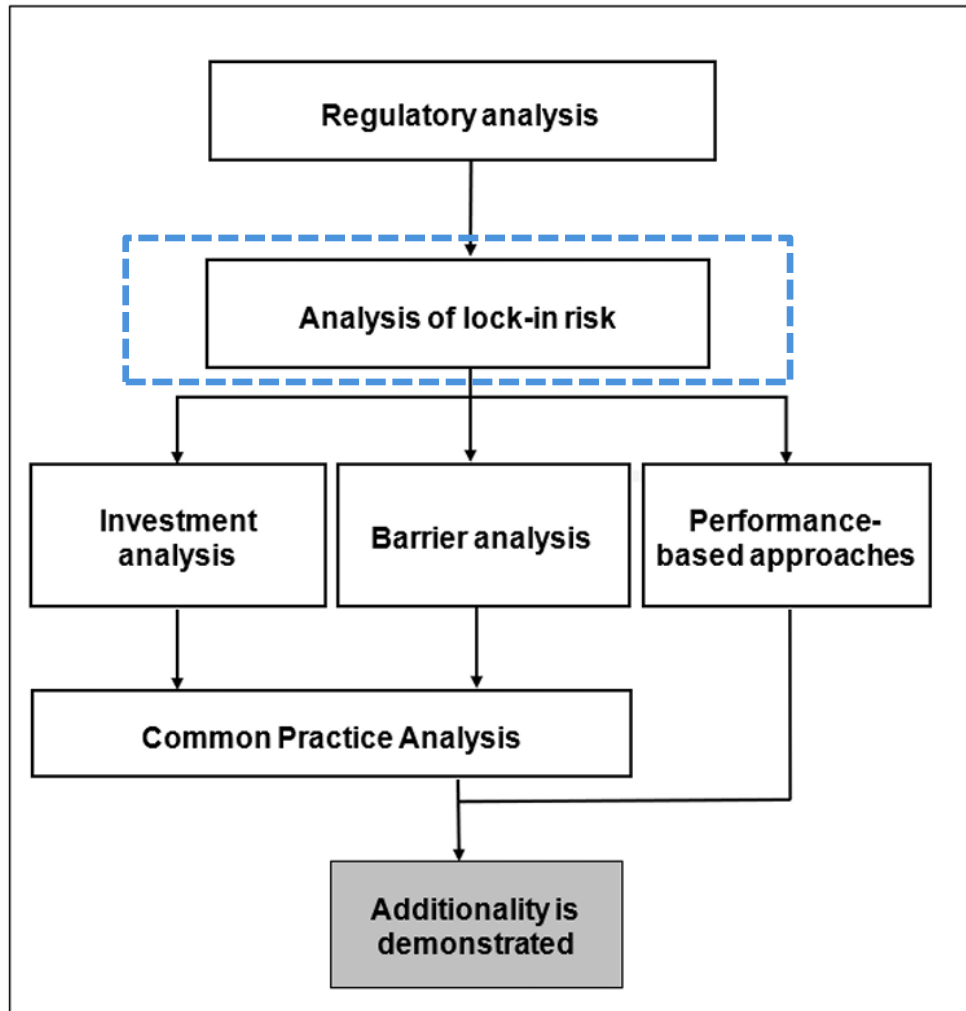 Regulatory analysis
Analysis of lock-in risk
Investment
analysis
Barrier analysis
Performance-
based approaches
Common Practice Analysis
Additionality is
demonstrated